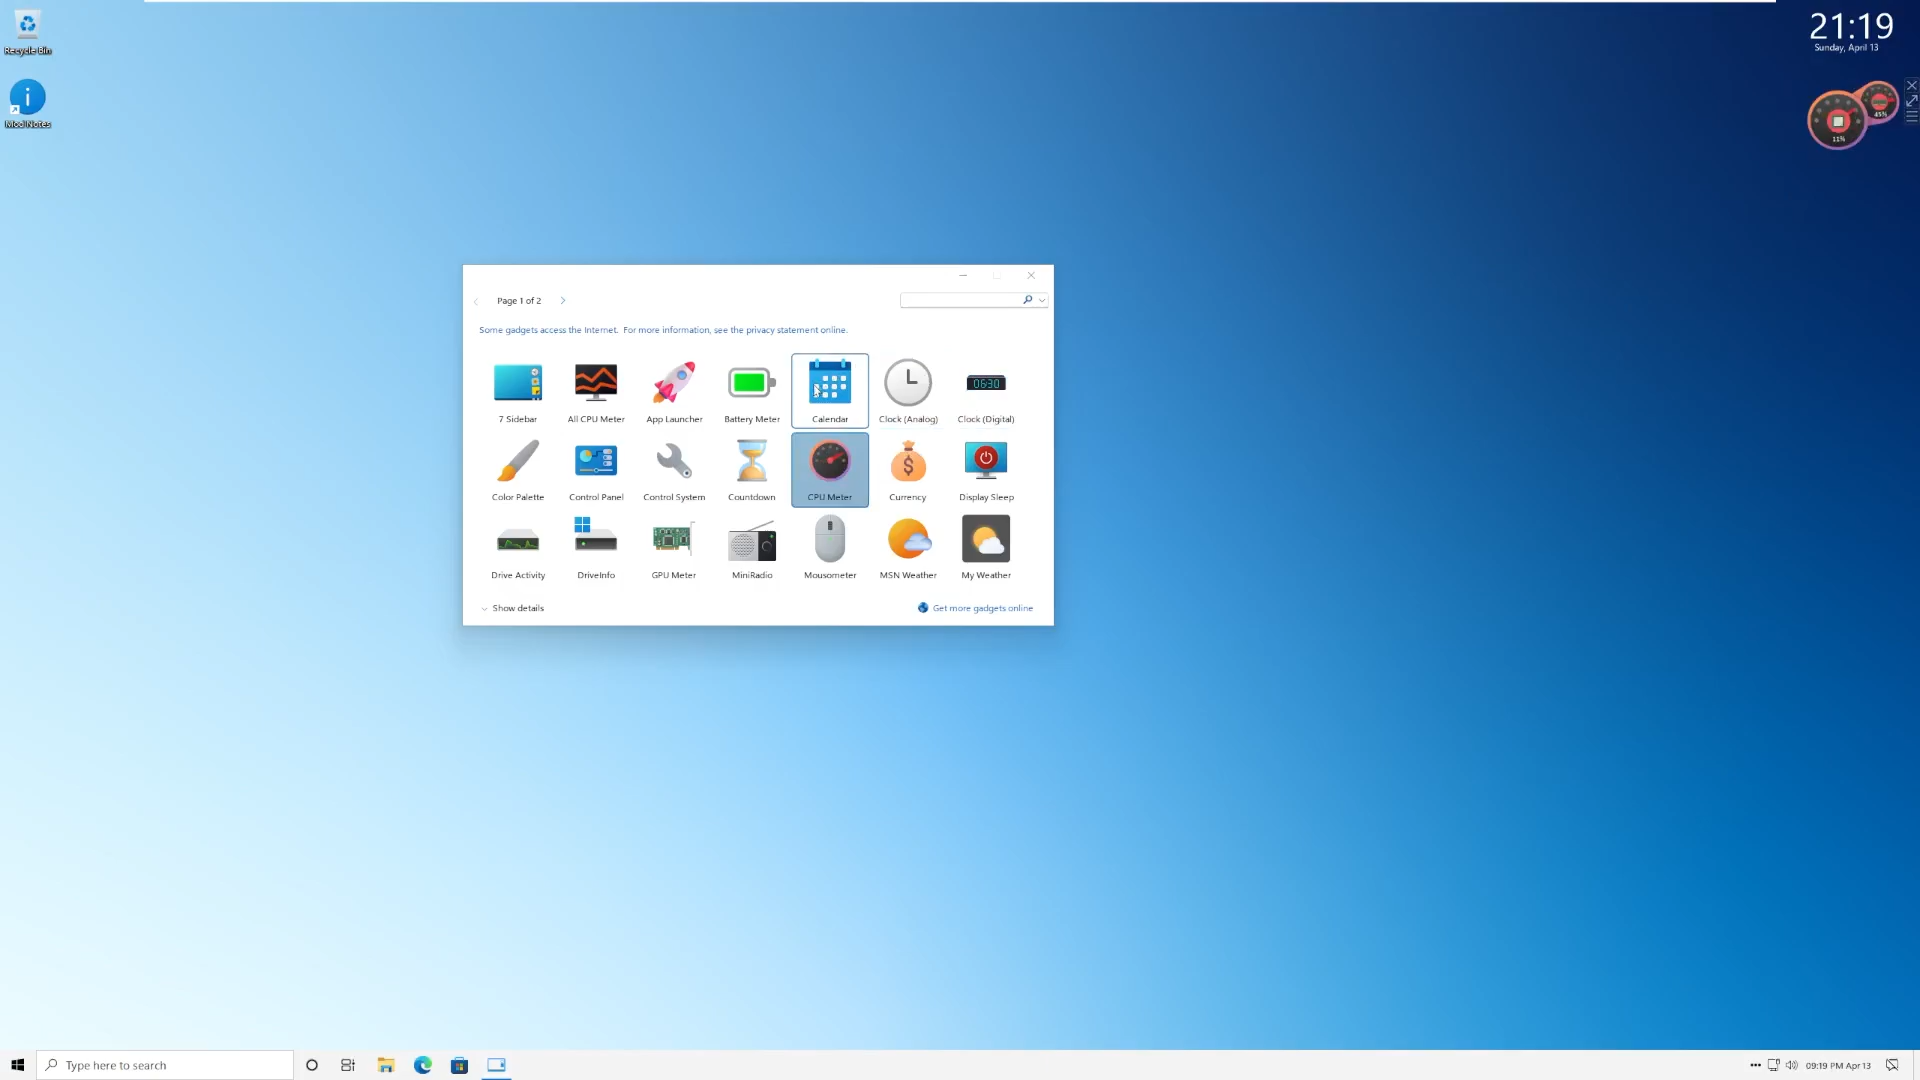 Recycle Bin
Mod Notes
21:19
Sunday, April 13
45%
11%
Page 1 of 2
Some gadgets access the Internet.  For more information, see the privacy statement online.
7 Sidebar
All CPU Meter
App Launcher
Battery Meter
Calendar
Clock (Analog)
06:30
Clock (Digital)
Color Palette
Control Panel
Control System
Countdown
CPU Meter
Currency
Display Sleep
Drive Activity
DriveInfo
GPU Meter
MiniRadio
Mousometer
MSN Weather
My Weather
Show details
Get more gadgets online
Type here to search
09:19 PM Apr 13